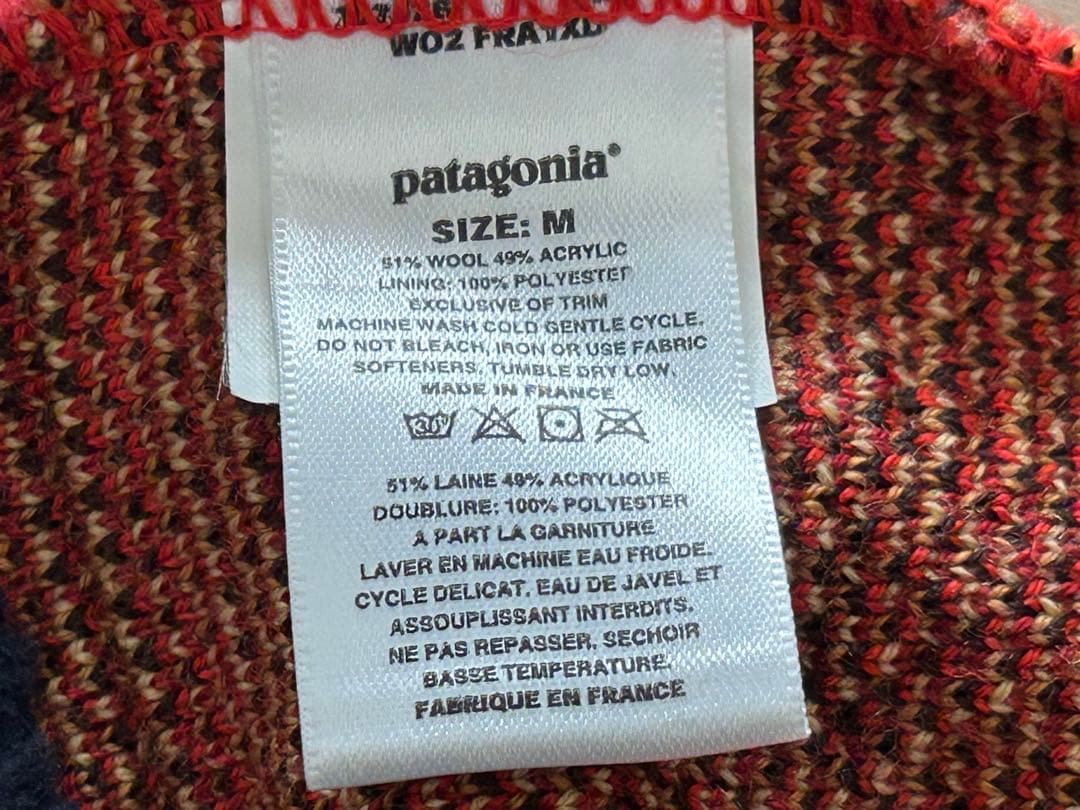 WO2
patagonia®
SIZE: M
51% WOOL 49% ACRYLIC
LINING: 100% POLYESTER
EXCLUSIVE OF TRIM
MACHINE WASH COLD GENTLE CYCLE.
DO NOT BLEACH, IRON OR USE FABRIC
SOFTENERS. TUMBLE DRY LOW.
MADE IN FRANCE
30°
51% LAINE 49% ACRYLIQUE
DOUBLURE: 100% POLYESTER
A PART LA GARNITURE
LAVER EN MACHINE EAU FROIDE.
CYCLE DELICAT. EAU DE JAVEL ET
ASSOUPLISSANT INTERDITS.
NE PAS REPASSER. SECHOIR
BASSE TEMPERATURE.
FABRIQUE EN FRANCE